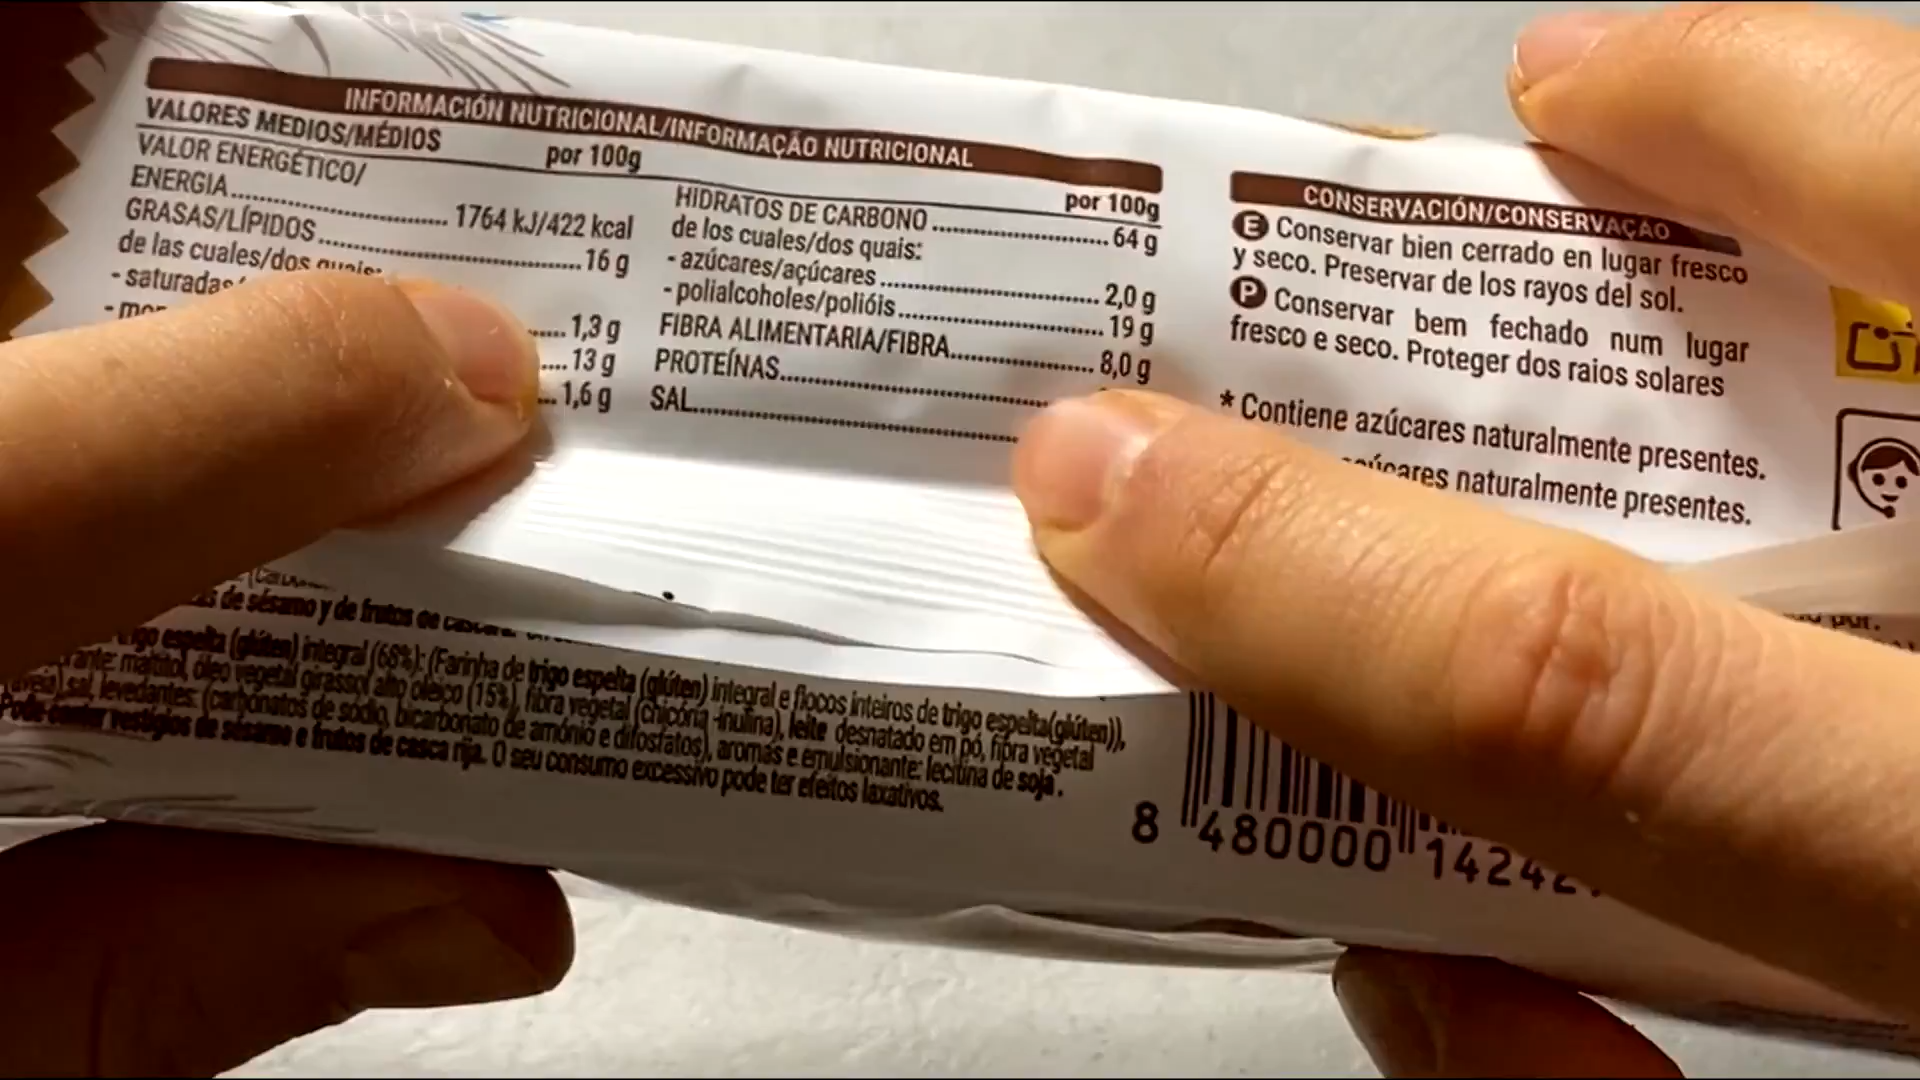 INFORMACIÓN NUTRICIONAL/INFORMAÇÃO NUTRICIONAL
VALORES MEDIOS/MÉDIOS
por 100g
VALOR ENERGÉTICO/
ENERGIA........ 1764 kJ/422 kcal
GRASAS/LÍPIDOS........ 16 g
de las cuales/dos quais:
- saturadas/
..... 1,3 g
.... 13 g
... 1,6 g
por 100g
HIDRATOS DE CARBONO........ 64 g
de los cuales/dos quais:
- azúcares/açúcares........ 2,0 g
- polialcoholes/polióis........ 19 g
FIBRA ALIMENTARIA/FIBRA........ 8,0 g
PROTEÍNAS........
SAL........
CONSERVACIÓN/CONSERVAÇÃO
E Conservar bien cerrado en lugar fresco
y seco. Preservar de los rayos del sol.
P Conservar bem fechado num lugar
fresco e seco. Proteger dos raios solares
* Contiene azúcares naturalmente presentes.
naturalmente presentes.
de sésamo y de frutos de
espelta (glúten) integral (68%): (Farinha de trigo espelta (glúten) integral e flocos inteiros de trigo espelta(glúten)),
maltitol, óleo vegetal girassol alto oleico (15%), fibra vegetal (chicória -inulina), leite desnatado em pó, fibra vegetal
sal, levedantes: (carbonatos de sódio, bicarbonato de amónio e difosfatos), aromas e emulsionante: lecitina de soja.
Pode conter vestígios de sésamo e frutos de casca rija. O seu consumo excessivo pode ter efeitos laxativos.
8 480000 14242